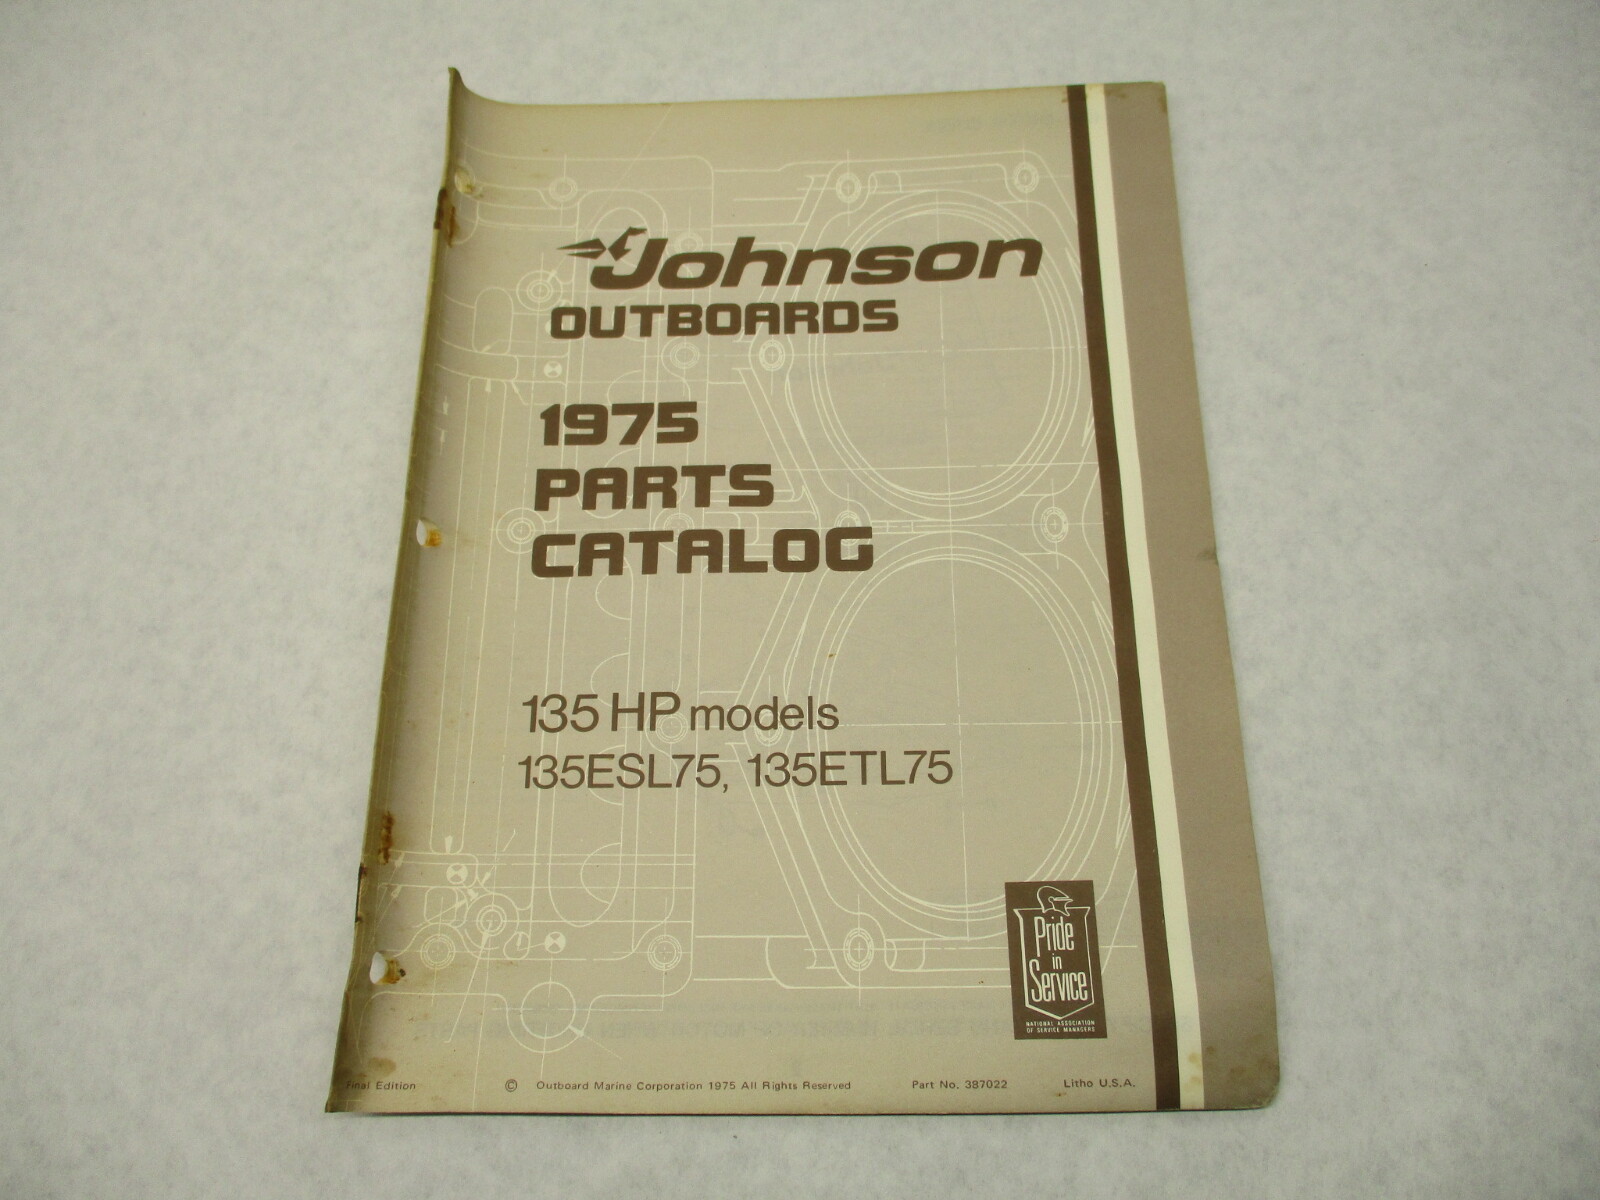 Johnson
OUTBOARDS
1975
PARTS
CATALOG
135 HP models
135ESL75, 135ETL75
Pride
in
Service
NATIONAL ASSOCIATION
OF SERVICE MANAGERS
Final Edition © Outboard Marine Corporation 1975 All Rights Reserved Part No. 387022 Litho U.S.A.